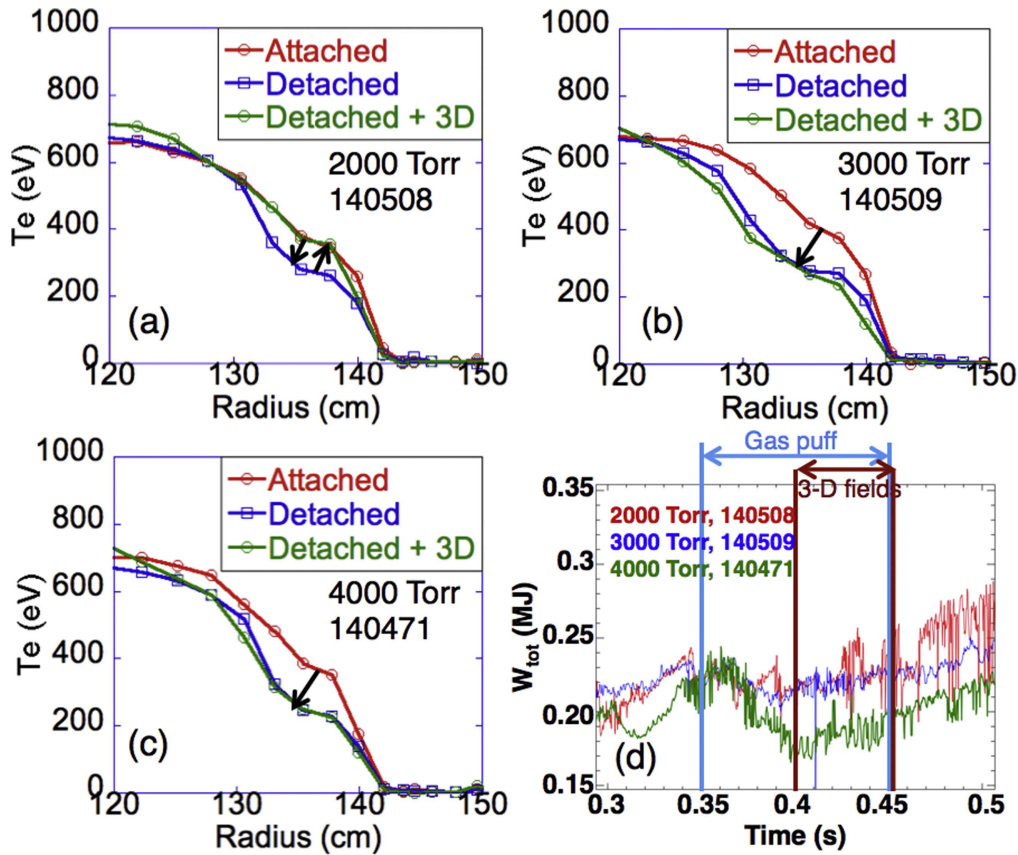 1000
800
600
400
200
0
Te (eV)
Attached
Detached
Detached + 3D
2000 Torr
140508
(a)
120
130
140
150
Radius (cm)
1000
800
600
400
200
0
Te (eV)
Attached
Detached
Detached + 3D
3000 Torr
140509
(b)
120
130
140
150
Radius (cm)
1000
800
600
400
200
0
Te (eV)
Attached
Detached
Detached + 3D
4000 Torr
140471
(c)
120
130
140
150
Radius (cm)
Gas puff
3-D fields
0.35
0.3
0.25
0.20
0.15
W_tot (MJ)
2000 Torr, 140508
3000 Torr, 140509
4000 Torr, 140471
(d)
0.3
0.35
0.4
0.45
0.5
Time (s)